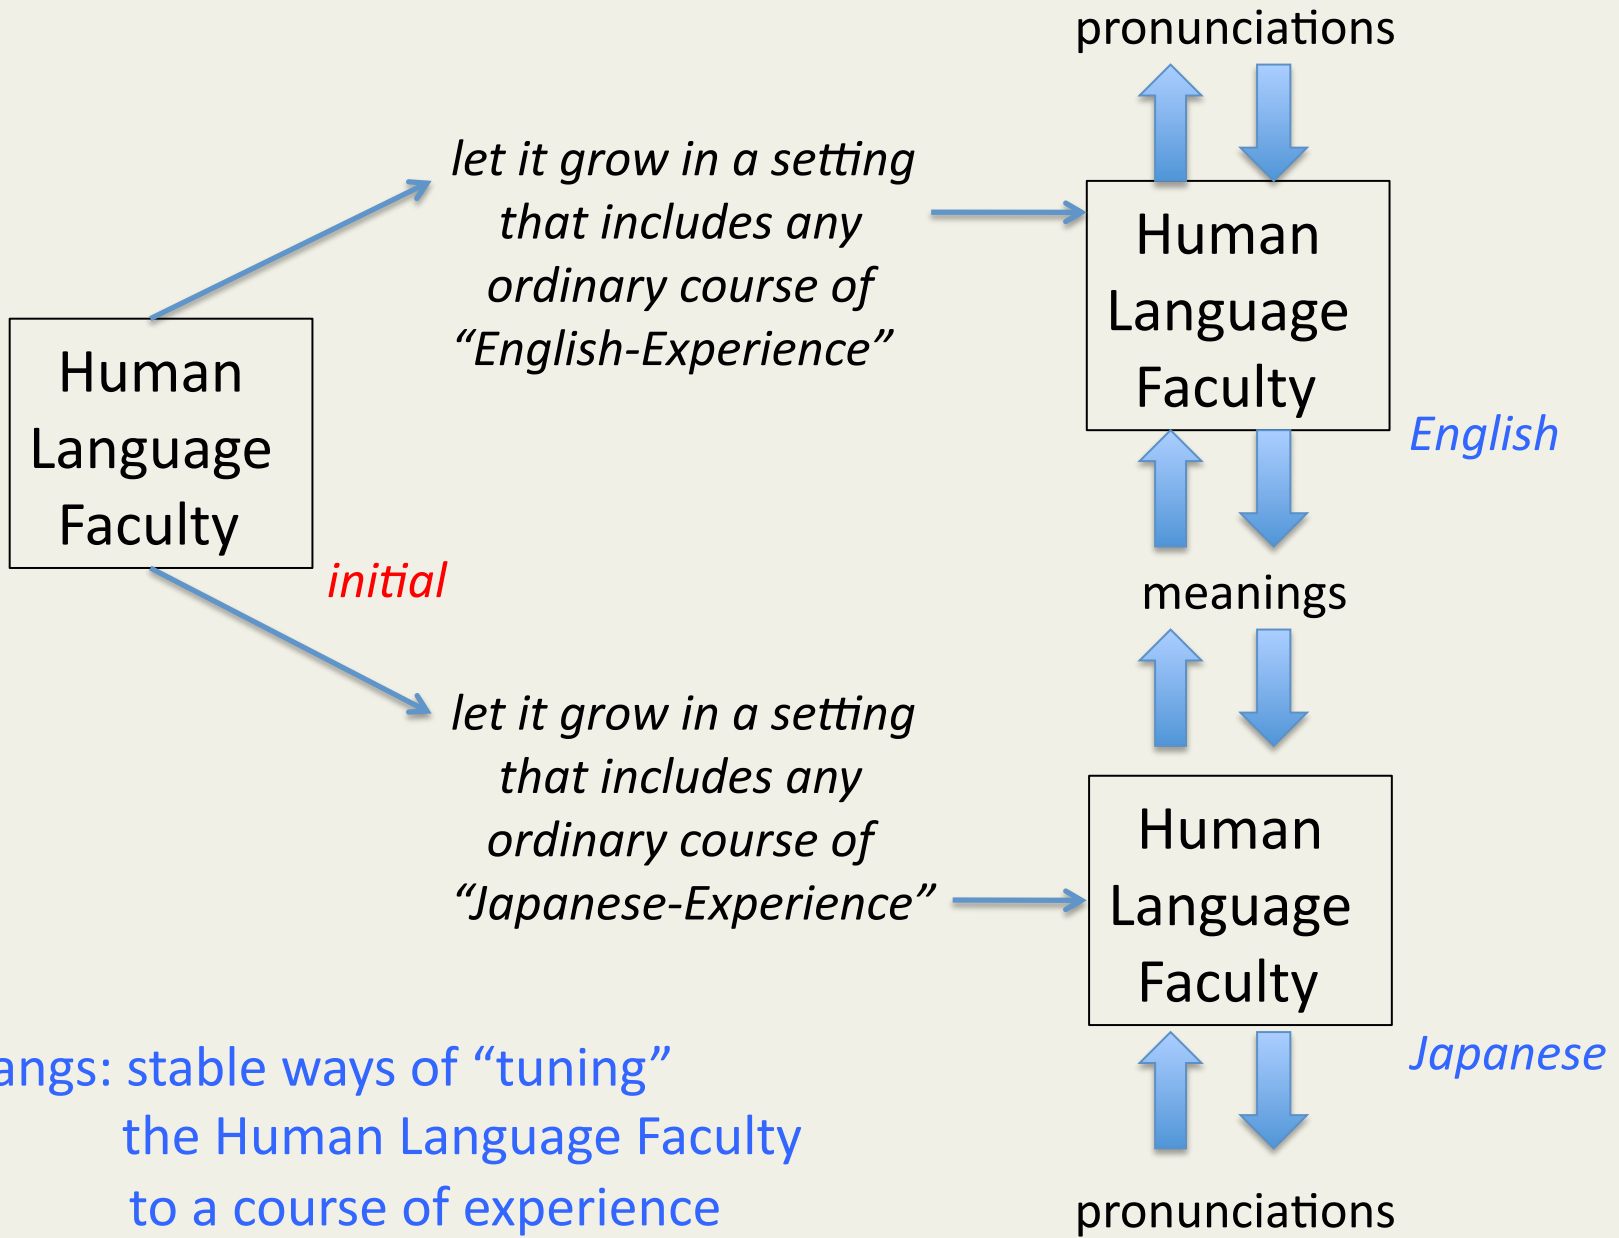 pronunciations
let it grow in a setting
that includes any
ordinary course of
“English-Experience”
Human
Language
Faculty
English
Human
Language
Faculty
initial
meanings
let it grow in a setting
that includes any
ordinary course of
“Japanese-Experience”
Human
Language
Faculty
Japanese
angs: stable ways of “tuning”
the Human Language Faculty
to a course of experience
pronunciations